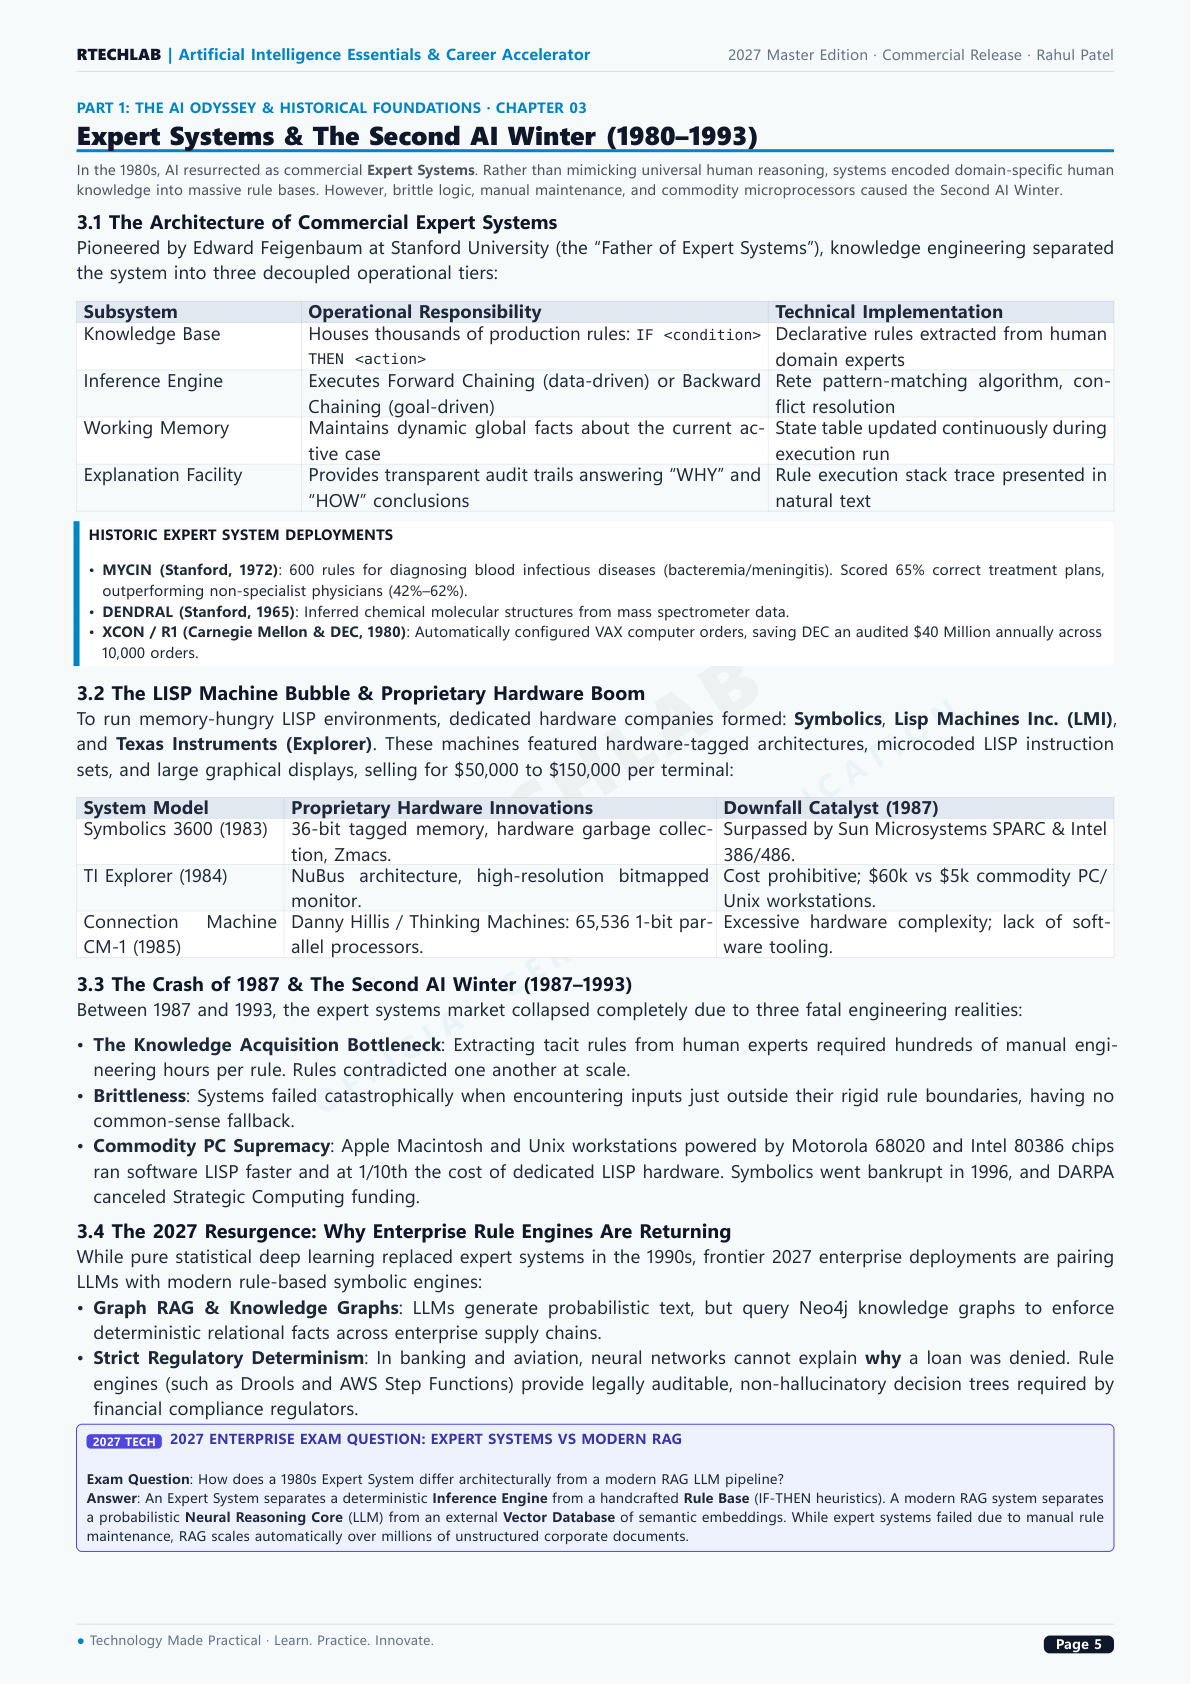 RTECHLAB | Artificial Intelligence Essentials & Career Accelerator
2027 Master Edition · Commercial Release · Rahul Patel
PART 1: THE AI ODYSSEY & HISTORICAL FOUNDATIONS · CHAPTER 03
Expert Systems & The Second AI Winter (1980–1993)
In the 1980s, AI resurrected as commercial Expert Systems. Rather than mimicking universal human reasoning, systems encoded domain-specific human
knowledge into massive rule bases. However, brittle logic, manual maintenance, and commodity microprocessors caused the Second AI Winter.
3.1 The Architecture of Commercial Expert Systems
Pioneered by Edward Feigenbaum at Stanford University (the “Father of Expert Systems”), knowledge engineering separated
the system into three decoupled operational tiers:
Subsystem
Operational Responsibility
Technical Implementation
Knowledge Base
Houses thousands of production rules: IF <condition>
THEN <action>
Declarative rules extracted from human
domain experts
Inference Engine
Executes Forward Chaining (data-driven) or Backward
Chaining (goal-driven)
Rete pattern-matching algorithm, con-
flict resolution
Working Memory
Maintains dynamic global facts about the current ac-
tive case
State table updated continuously during
execution run
Explanation Facility
Provides transparent audit trails answering “WHY” and
“HOW” conclusions
Rule execution stack trace presented in
natural text
HISTORIC EXPERT SYSTEM DEPLOYMENTS
• MYCIN (Stanford, 1972): 600 rules for diagnosing blood infectious diseases (bacteremia/meningitis). Scored 65% correct treatment plans,
outperforming non-specialist physicians (42%–62%).
• DENDRAL (Stanford, 1965): Inferred chemical molecular structures from mass spectrometer data.
• XCON / R1 (Carnegie Mellon & DEC, 1980): Automatically configured VAX computer orders, saving DEC an audited $40 Million annually across
10,000 orders.
3.2 The LISP Machine Bubble & Proprietary Hardware Boom
To run memory-hungry LISP environments, dedicated hardware companies formed: Symbolics, Lisp Machines Inc. (LMI),
and Texas Instruments (Explorer). These machines featured hardware-tagged architectures, microcoded LISP instruction
sets, and large graphical displays, selling for $50,000 to $150,000 per terminal:
System Model
Proprietary Hardware Innovations
Downfall Catalyst (1987)
Symbolics 3600 (1983)
36-bit tagged memory, hardware garbage collec-
tion, Zmacs.
Surpassed by Sun Microsystems SPARC & Intel
386/486.
TI Explorer (1984)
NuBus architecture, high-resolution bitmapped
monitor.
Cost prohibitive; $60k vs $5k commodity PC/
Unix workstations.
Connection Machine
CM-1 (1985)
Danny Hillis / Thinking Machines: 65,536 1-bit par-
allel processors.
Excessive hardware complexity; lack of soft-
ware tooling.
3.3 The Crash of 1987 & The Second AI Winter (1987–1993)
Between 1987 and 1993, the expert systems market collapsed completely due to three fatal engineering realities:
• The Knowledge Acquisition Bottleneck: Extracting tacit rules from human experts required hundreds of manual engi-
neering hours per rule. Rules contradicted one another at scale.
• Brittleness: Systems failed catastrophically when encountering inputs just outside their rigid rule boundaries, having no
common-sense fallback.
• Commodity PC Supremacy: Apple Macintosh and Unix workstations powered by Motorola 68020 and Intel 80386 chips
ran software LISP faster and at 1/10th the cost of dedicated LISP hardware. Symbolics went bankrupt in 1996, and DARPA
canceled Strategic Computing funding.
3.4 The 2027 Resurgence: Why Enterprise Rule Engines Are Returning
While pure statistical deep learning replaced expert systems in the 1990s, frontier 2027 enterprise deployments are pairing
LLMs with modern rule-based symbolic engines:
• Graph RAG & Knowledge Graphs: LLMs generate probabilistic text, but query Neo4j knowledge graphs to enforce
deterministic relational facts across enterprise supply chains.
• Strict Regulatory Determinism: In banking and aviation, neural networks cannot explain why a loan was denied. Rule
engines (such as Drools and AWS Step Functions) provide legally auditable, non-hallucinatory decision trees required by
financial compliance regulators.
2027 TECH 2027 ENTERPRISE EXAM QUESTION: EXPERT SYSTEMS VS MODERN RAG
Exam Question: How does a 1980s Expert System differ architecturally from a modern RAG LLM pipeline?
Answer: An Expert System separates a deterministic Inference Engine from a handcrafted Rule Base (IF-THEN heuristics). A modern RAG system separates
a probabilistic Neural Reasoning Core (LLM) from an external Vector Database of semantic embeddings. While expert systems failed due to manual rule
maintenance, RAG scales automatically over millions of unstructured corporate documents.
• Technology Made Practical · Learn. Practice. Innovate.
Page 5